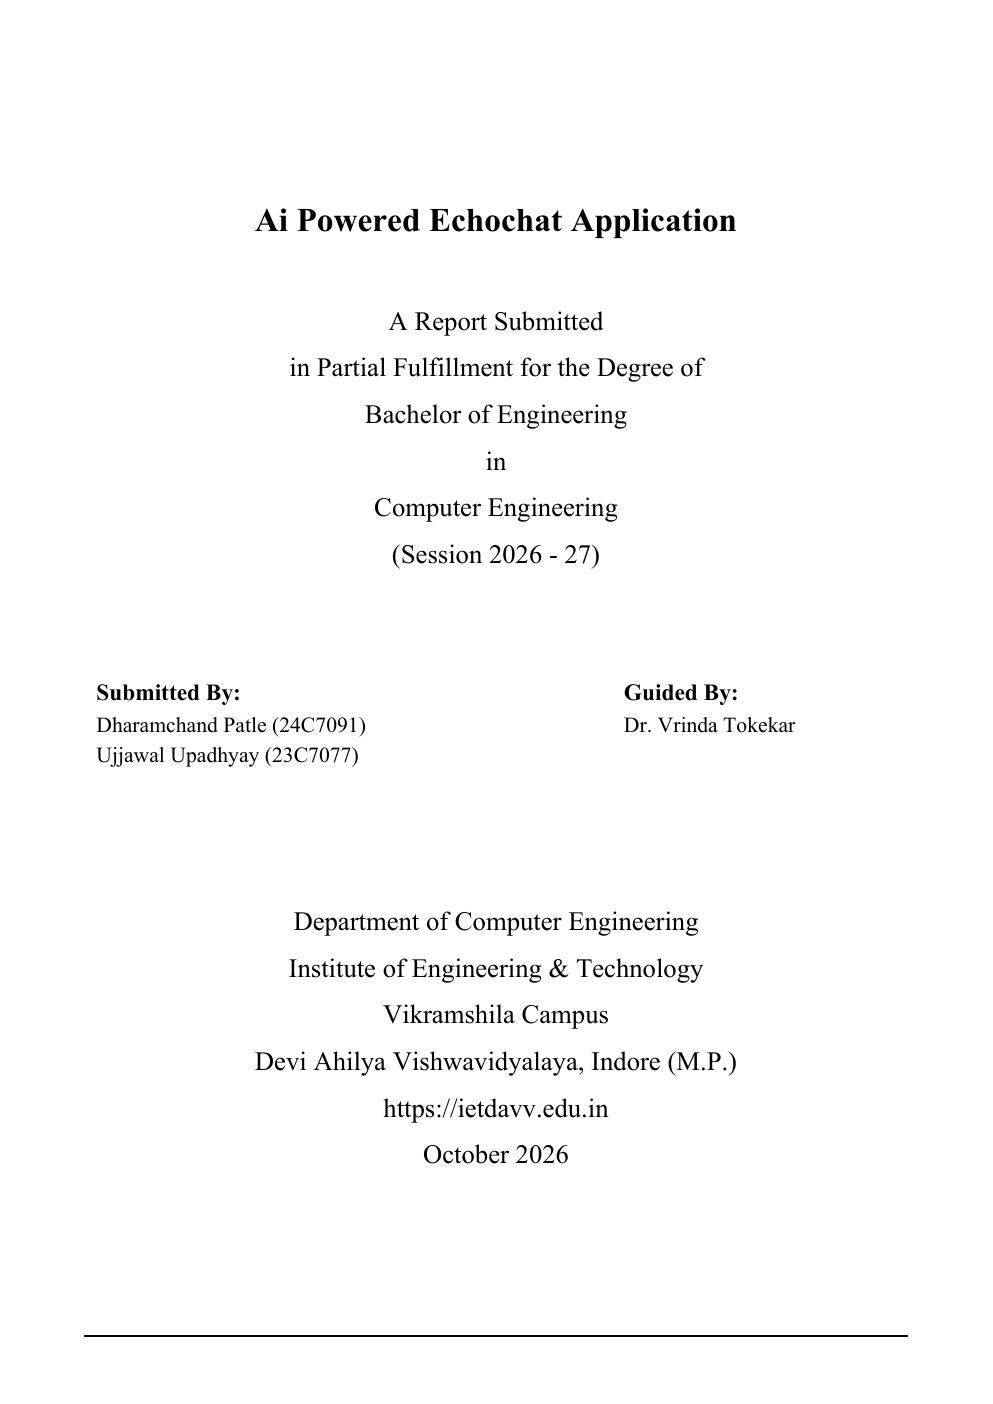 Ai Powered Echochat Application
A Report Submitted
in Partial Fulfillment for the Degree of
Bachelor of Engineering
in
Computer Engineering
(Session 2026 - 27)
Submitted By:
Dharamchand Patle (24C7091)
Ujjawal Upadhyay (23C7077)
Guided By:
Dr. Vrinda Tokekar
Department of Computer Engineering
Institute of Engineering & Technology
Vikramshila Campus
Devi Ahilya Vishwavidyalaya, Indore (M.P.)
https://ietdavv.edu.in
October 2026